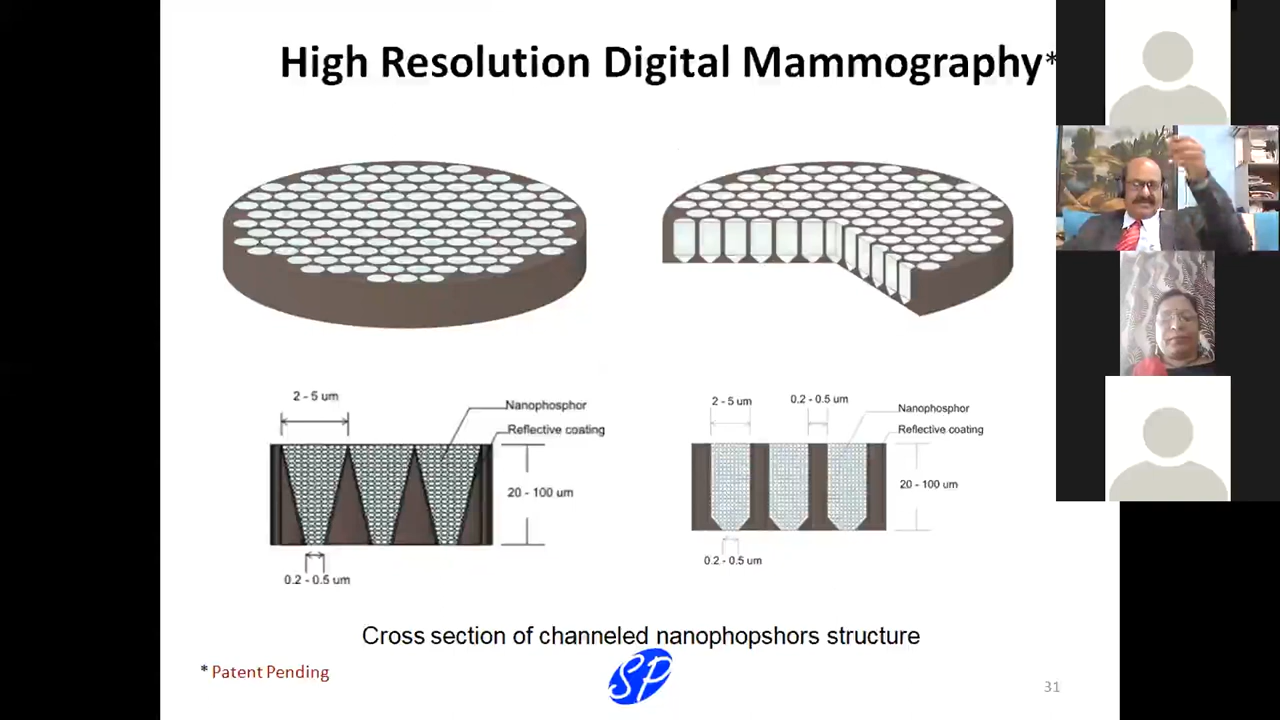 High Resolution Digital Mammography*
2 - 5 um
Nanophosphor
Reflective coating
20 - 100 um
0.2 - 0.5 um
2 - 5 um
0.2 - 0.5 um
Nanophosphor
Reflective coating
20 - 100 um
0.2 - 0.5 um
Cross section of channeled nanophopshors structure
* Patent Pending
SP
31